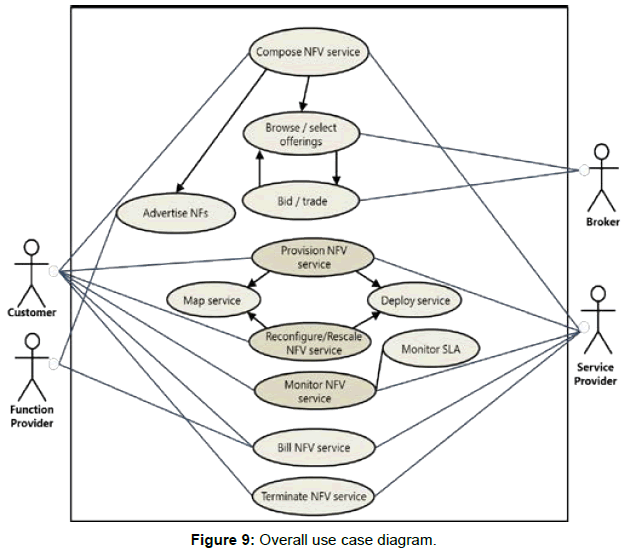 Compose NFV service
Browse / select
offerings
Bid / trade
Advertise NFs
Broker
Provision NFV
service
Customer
Map service
Deploy service
Reconfigure/Rescale
NFV service
Monitor SLA
Function
Provider
Service
Provider
Monitor NFV
service
Bill NFV service
Terminate NFV service
Figure 9: Overall use case diagram.